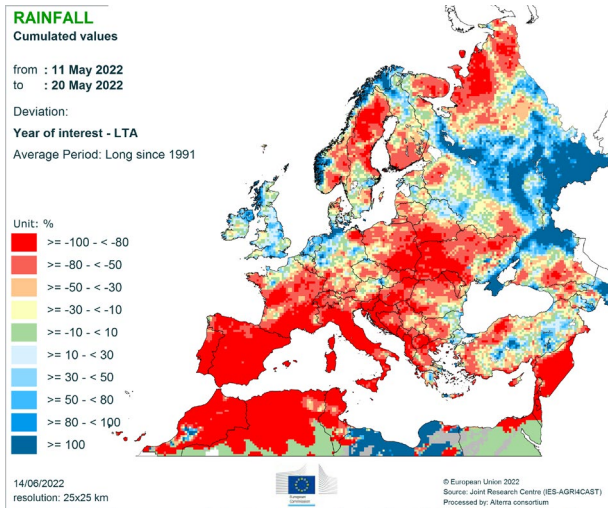 RAINFALL
Cumulated values
from : 11 May 2022
to : 20 May 2022
Deviation:
Year of interest - LTA
Average Period: Long since 1991
Unit: %
>= -100 - < -80
>= -80 - < -50
>= -50 - < -30
>= -30 - < -10
>= -10 - < 10
>= 10 - < 30
>= 30 - < 50
>= 50 - < 80
>= 80 - < 100
>= 100
14/06/2022
resolution: 25x25 km
European
Commission
© European Union 2022
Source: Joint Research Centre (IES-AGRI4CAST)
Processed by: Alterra consortium